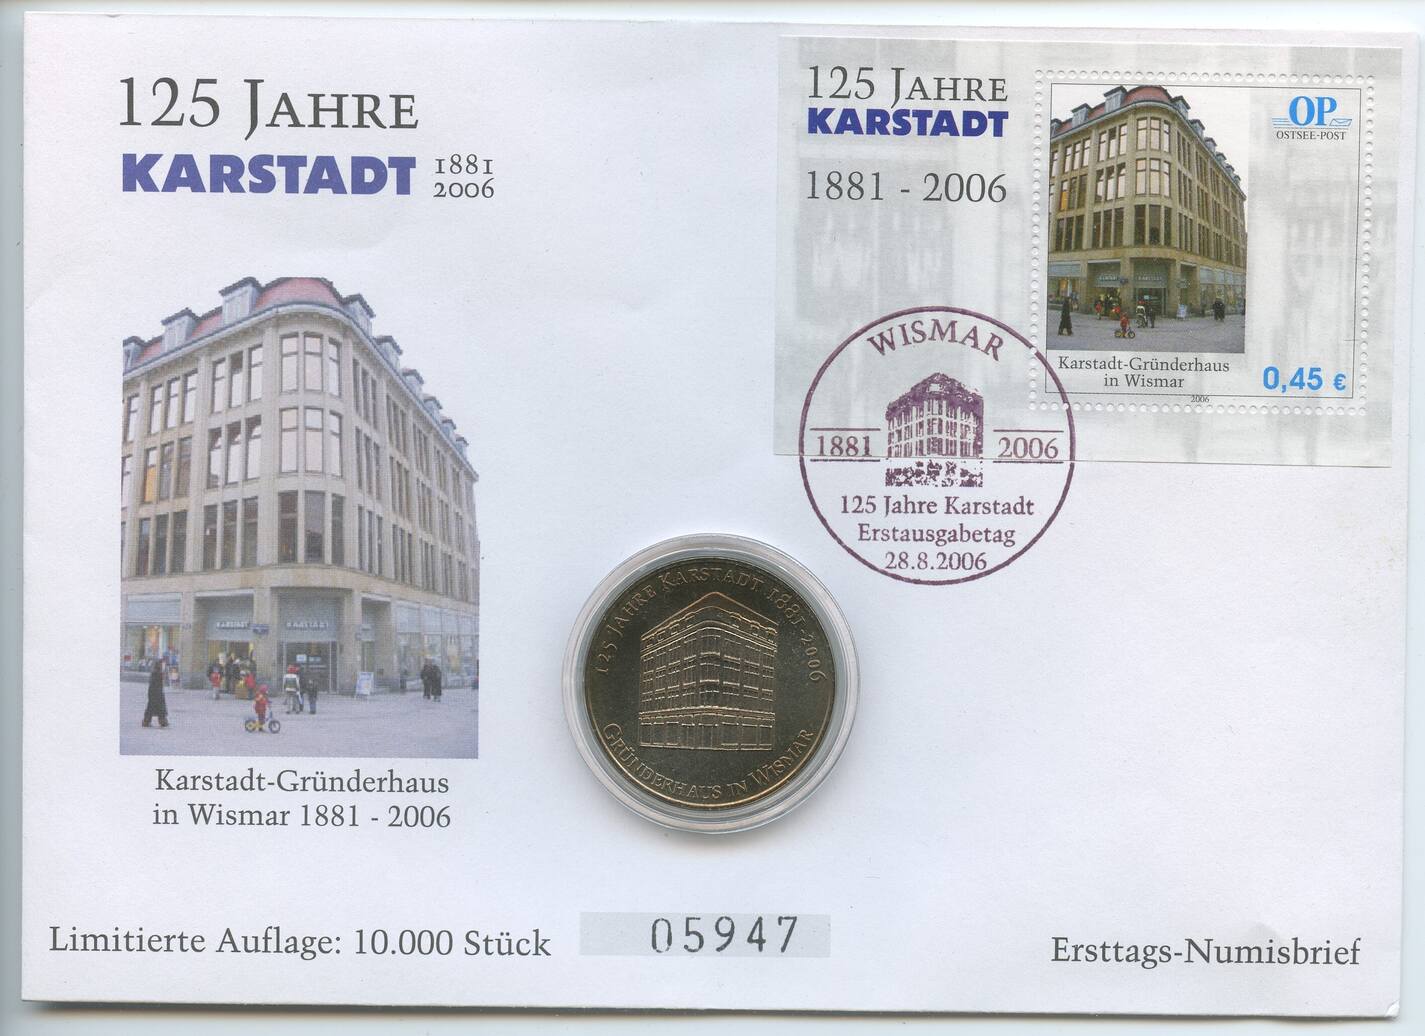 125 JAHRE
KARSTADT 1881
2006
125 JAHRE
KARSTADT
1881 - 2006
OP
OSTSEE-POST
Karstadt-Gründerhaus
in Wismar
0,45 €
2006
WISMAR
1881 2006
125 Jahre Karstadt
Erstausgabetag
28.8.2006
KARSTADT KARSTADT
Karstadt-Gründerhaus
in Wismar 1881 - 2006
125 JAHRE KARSTADT 1881-2006
GRÜNDERHAUS IN WISMAR
Limitierte Auflage: 10.000 Stück 05947 Ersttags-Numisbrief